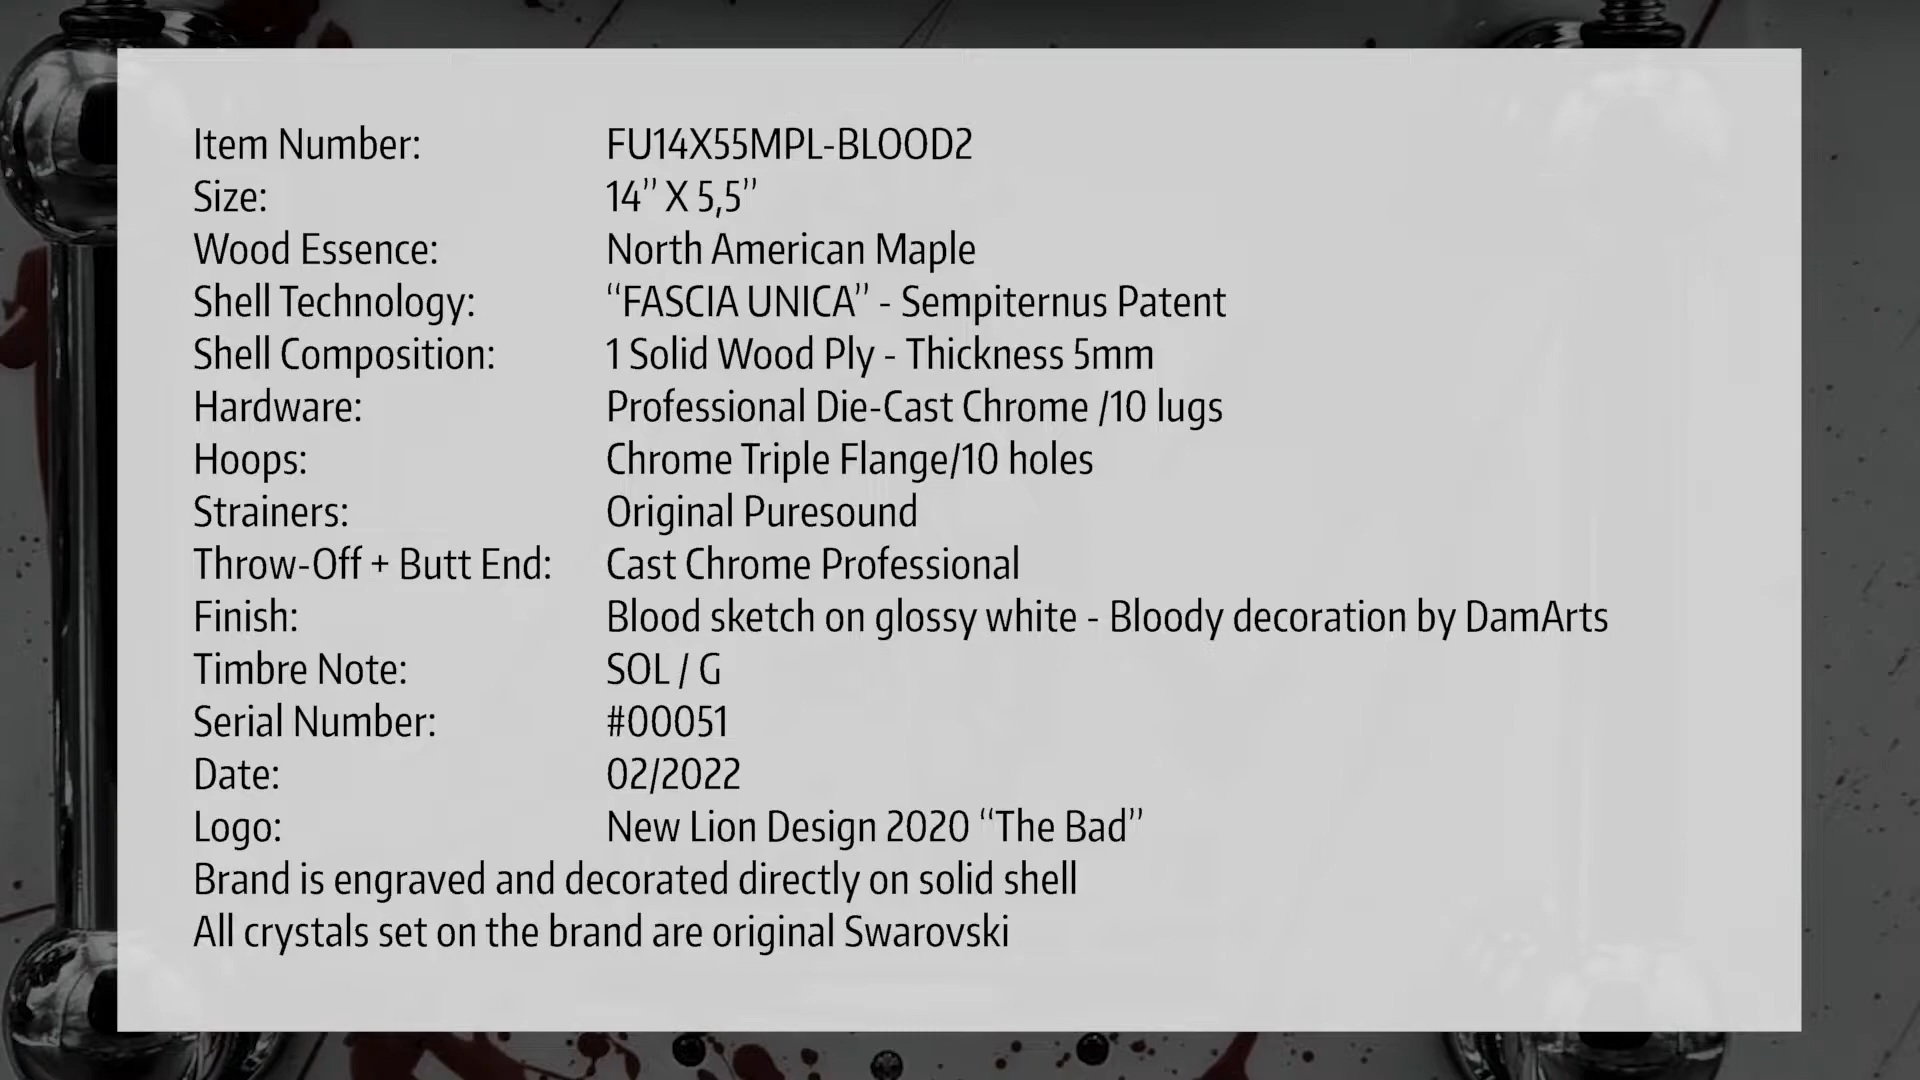 Item Number: FU14X55MPL-BLOOD2
Size: 14” X 5,5”
Wood Essence: North American Maple
Shell Technology: “FASCIA UNICA” - Sempiternus Patent
Shell Composition: 1 Solid Wood Ply - Thickness 5mm
Hardware: Professional Die-Cast Chrome /10 lugs
Hoops: Chrome Triple Flange/10 holes
Strainers: Original Puresound
Throw-Off + Butt End: Cast Chrome Professional
Finish: Blood sketch on glossy white - Bloody decoration by DamArts
Timbre Note: SOL / G
Serial Number: #00051
Date: 02/2022
Logo: New Lion Design 2020 “The Bad”
Brand is engraved and decorated directly on solid shell
All crystals set on the brand are original Swarovski